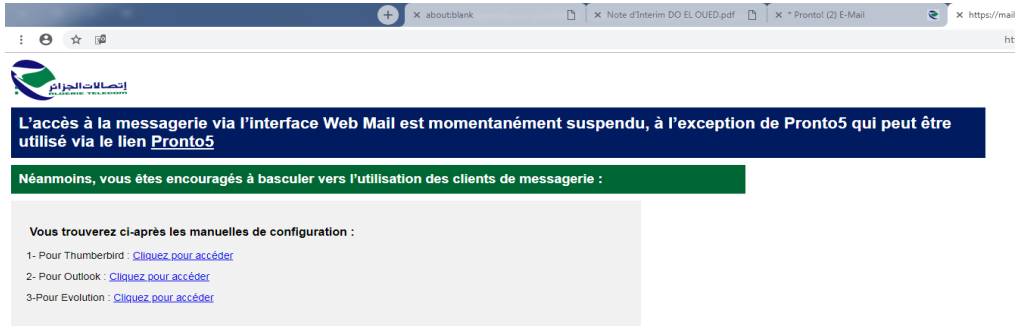 about:blank
Note d'Interim DO EL OUED.pdf
* Pronto! (2) E-Mail
https://mail
ht
إتصالات الجزائر
ALGERIE TELECOM
L'accès à la messagerie via l'interface Web Mail est momentanément suspendu, à l'exception de Pronto5 qui peut être
utilisé via le lien Pronto5
Néanmoins, vous êtes encouragés à basculer vers l'utilisation des clients de messagerie :
Vous trouverez ci-après les manuelles de configuration :
1- Pour Thumberbird : Cliquez pour accéder
2- Pour Outlook : Cliquez pour accéder
3-Pour Evolution : Cliquez pour accéder